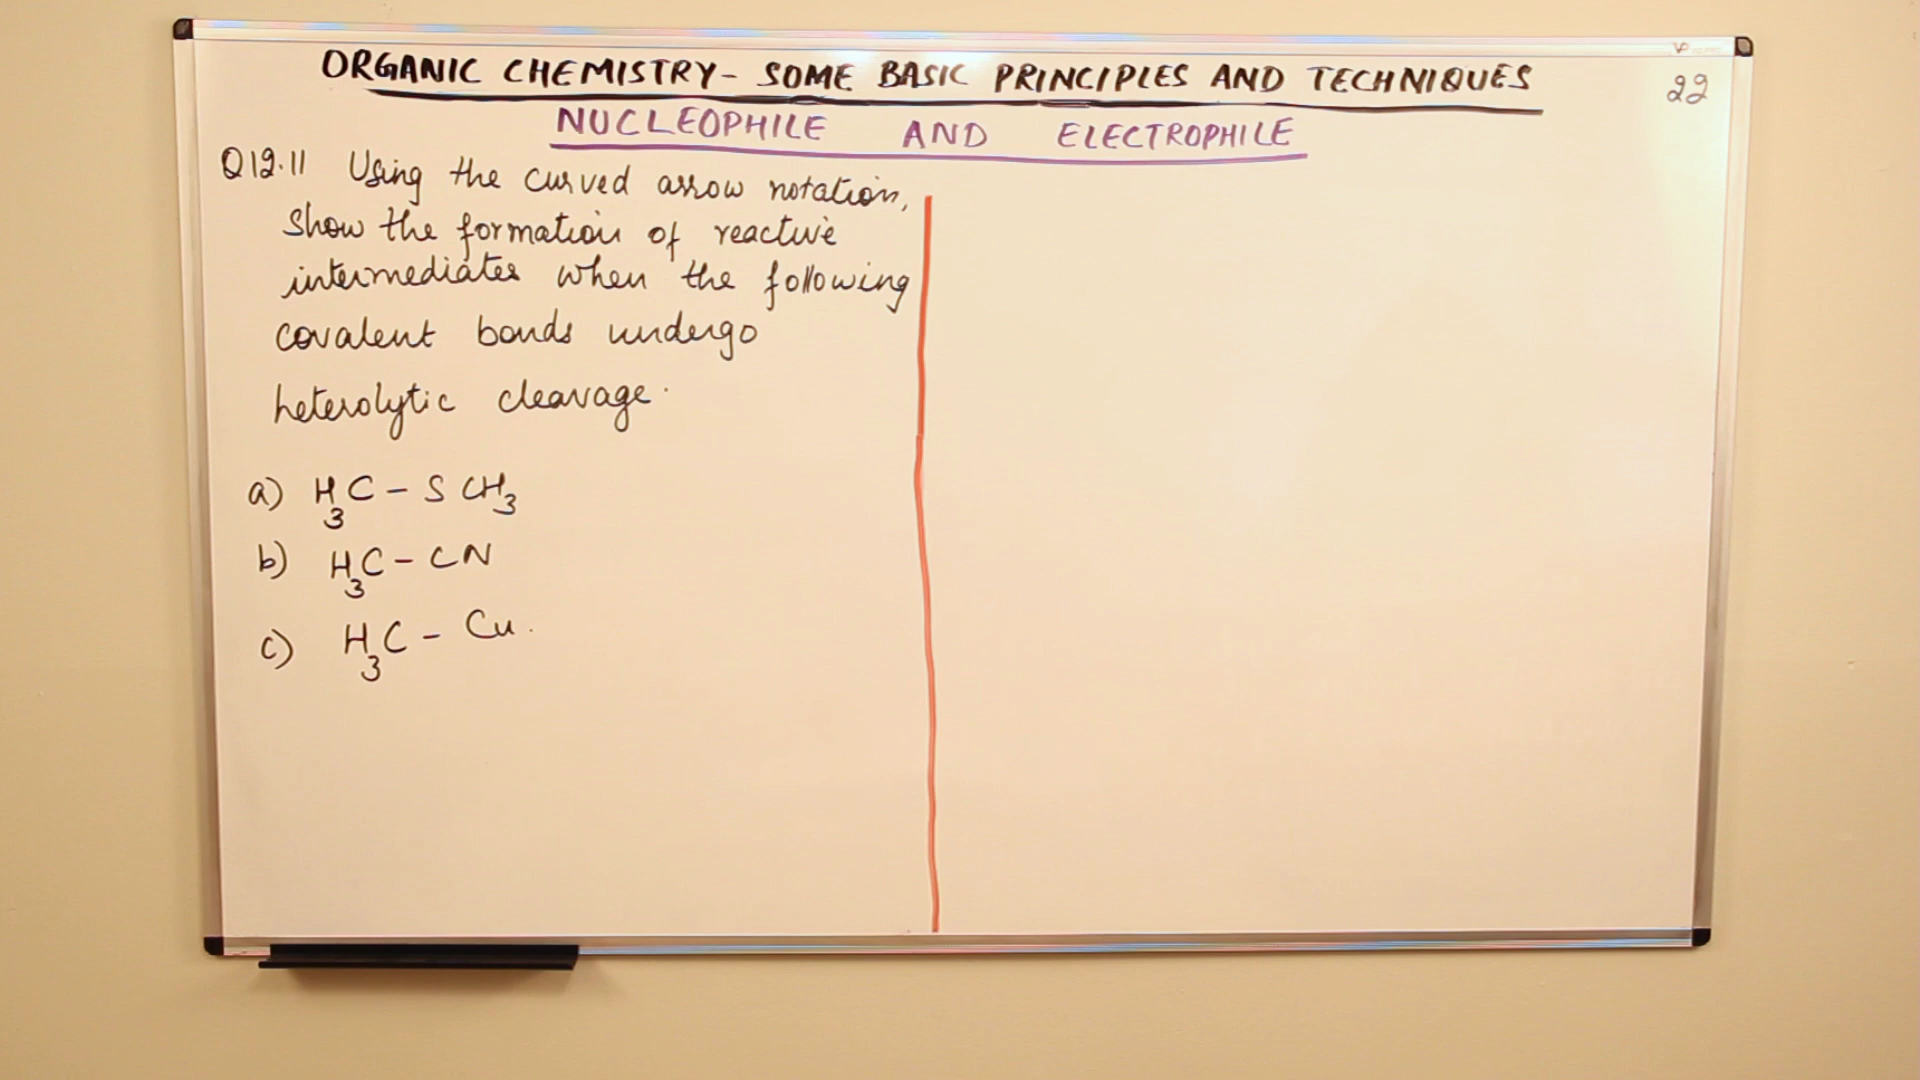 ORGANIC CHEMISTRY- SOME BASIC PRINCIPLES AND TECHNIQUES
22
NUCLEOPHILE AND ELECTROPHILE
Q12.11 Using the curved arrow notation,
Show the formation of reactive
intermediates when the following
covalent bonds undergo
heterolytic cleavage.
a) H₃C - SCH₃
b) H₃C - CN
c) H₃C - Cu.